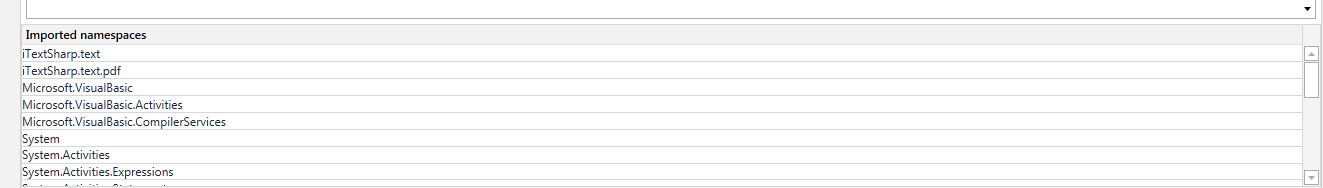 Imported namespaces
iTextSharp.text
iTextSharp.text.pdf
Microsoft.VisualBasic
Microsoft.VisualBasic.Activities
Microsoft.VisualBasic.CompilerServices
System
System.Activities
System.Activities.Expressions